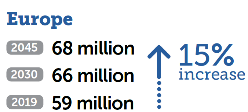 Europe
2045 68 million
2030 66 million
2019 59 million
15%
increase